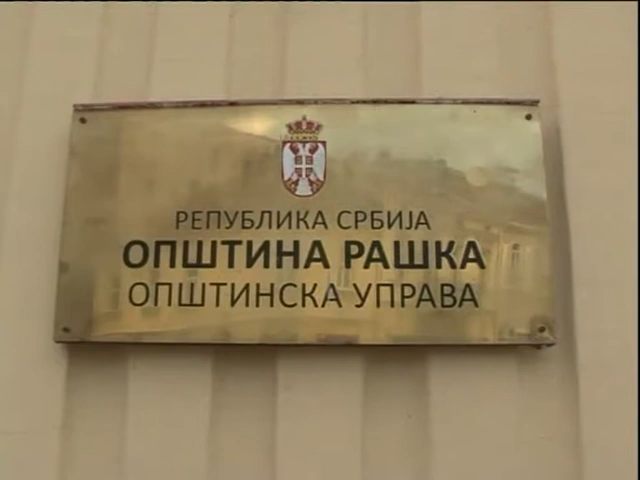 РЕПУБЛИКА СРБИЈА
ОПШТИНА РАШКА
ОПШТИНСКА УПРАВА